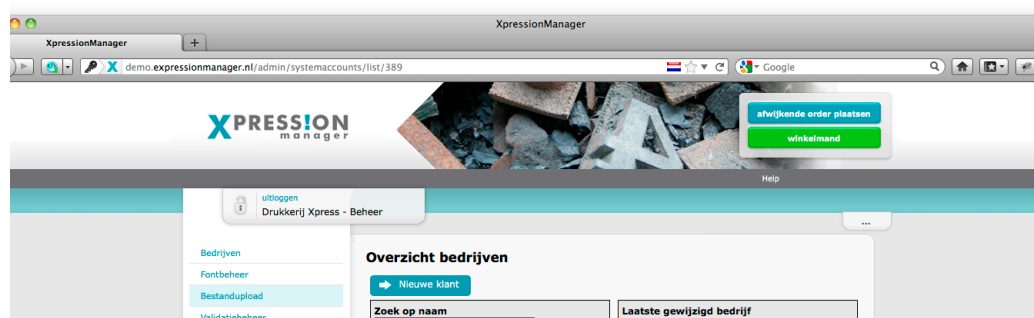 XpressionManager
XpressionManager
demo.expressionmanager.nl/admin/systemaccounts/list/389
Google
XPRESS!ON
manager
afwijkende order plaatsen
winkelmand
Help
uitloggen
Drukkerij Xpress - Beheer
...
Bedrijven
Overzicht bedrijven
Fontbeheer
Nieuwe klant
Bestandupload
Zoek op naam
Laatste gewijzigd bedrijf
Validatiebeheer